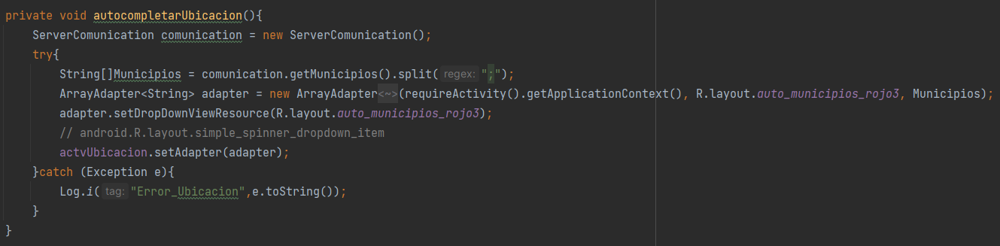 private void autocompletarUbicacion(){
ServerComunication comunication = new ServerComunication();
try{
String[]Municipios = comunication.getMunicipios().split( regex: ";");
ArrayAdapter<String> adapter = new ArrayAdapter<~>(requireActivity().getApplicationContext(), R.layout.auto_municipios_rojo3, Municipios);
adapter.setDropDownViewResource(R.layout.auto_municipios_rojo3);
// android.R.layout.simple_spinner_dropdown_item
actvUbicacion.setAdapter(adapter);
}catch (Exception e){
Log.i( tag: "Error_Ubicacion",e.toString());
}
}